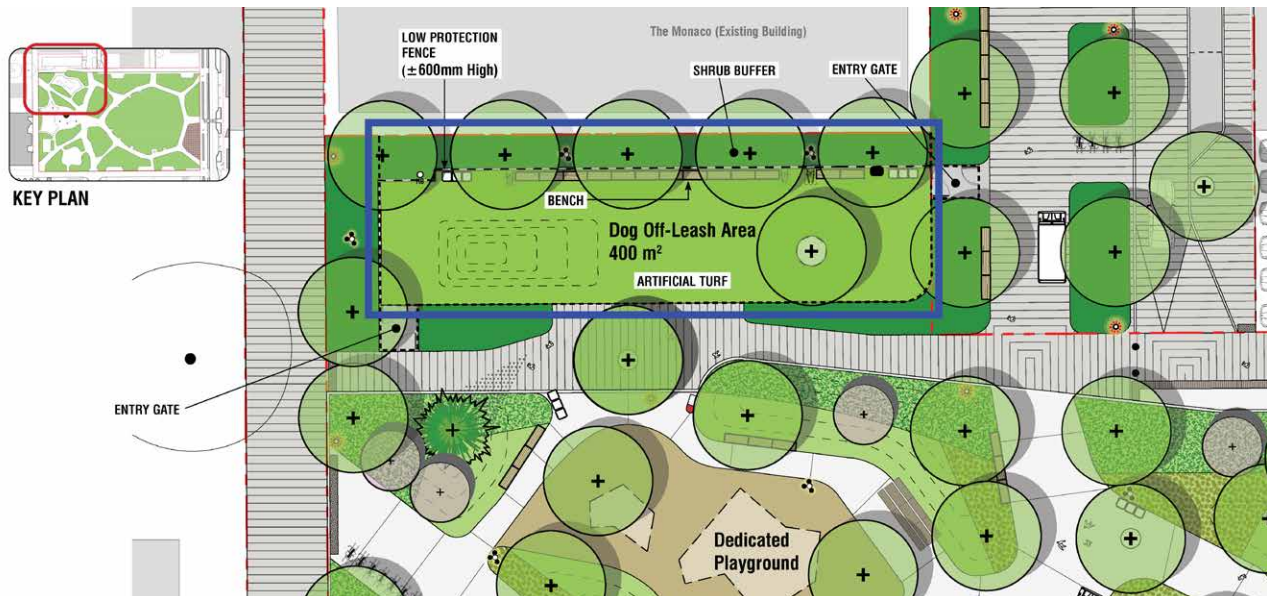 KEY PLAN
LOW PROTECTION
FENCE
(±600mm High)
The Monaco (Existing Building)
SHRUB BUFFER
ENTRY GATE
BENCH
Dog Off-Leash Area
400 m²
ARTIFICIAL TURF
ENTRY GATE
Dedicated
Playground